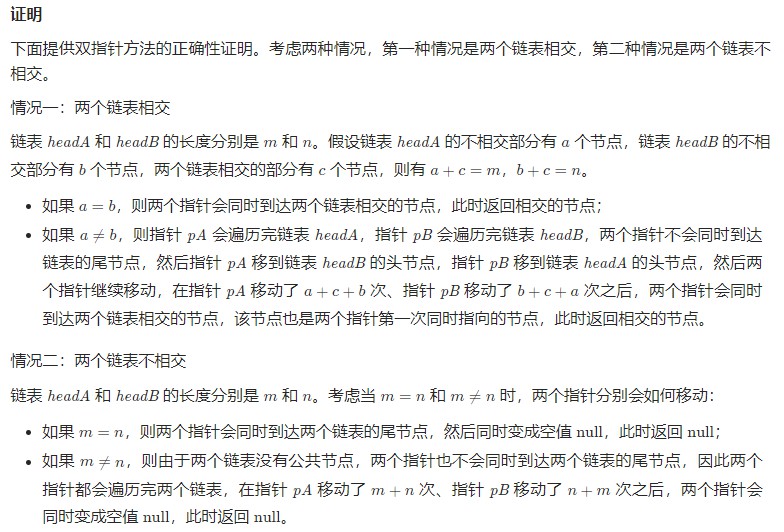 证明
下面提供双指针方法的正确性证明。考虑两种情况，第一种情况是两个链表相交，第二种情况是两个链表不
相交。
情况一：两个链表相交
链表 headA 和 headB 的长度分别是 m 和 n。假设链表 headA 的不相交部分有 a 个节点，链表 headB 的不相
交部分有 b 个节点，两个链表相交的部分有 c 个节点，则有 a + c = m，b + c = n。
• 如果 a = b，则两个指针会同时到达两个链表相交的节点，此时返回相交的节点；
• 如果 a ≠ b，则指针 pA 会遍历完链表 headA，指针 pB 会遍历完链表 headB，两个指针不会同时到达
链表的尾节点，然后指针 pA 移到链表 headB 的头节点，指针 pB 移到链表 headA 的头节点，然后两
个指针继续移动，在指针 pA 移动了 a + c + b 次、指针 pB 移动了 b + c + a 次之后，两个指针会同时
到达两个链表相交的节点，该节点也是两个指针第一次同时指向的节点，此时返回相交的节点。
情况二：两个链表不相交
链表 headA 和 headB 的长度分别是 m 和 n。考虑当 m = n 和 m ≠ n 时，两个指针分别会如何移动：
• 如果 m = n，则两个指针会同时到达两个链表的尾节点，然后同时变成空值 null，此时返回 null；
• 如果 m ≠ n，则由于两个链表没有公共节点，两个指针也不会同时到达两个链表的尾节点，因此两个
指针都会遍历完两个链表，在指针 pA 移动了 m + n 次、指针 pB 移动了 n + m 次之后，两个指针会
同时变成空值 null，此时返回 null。